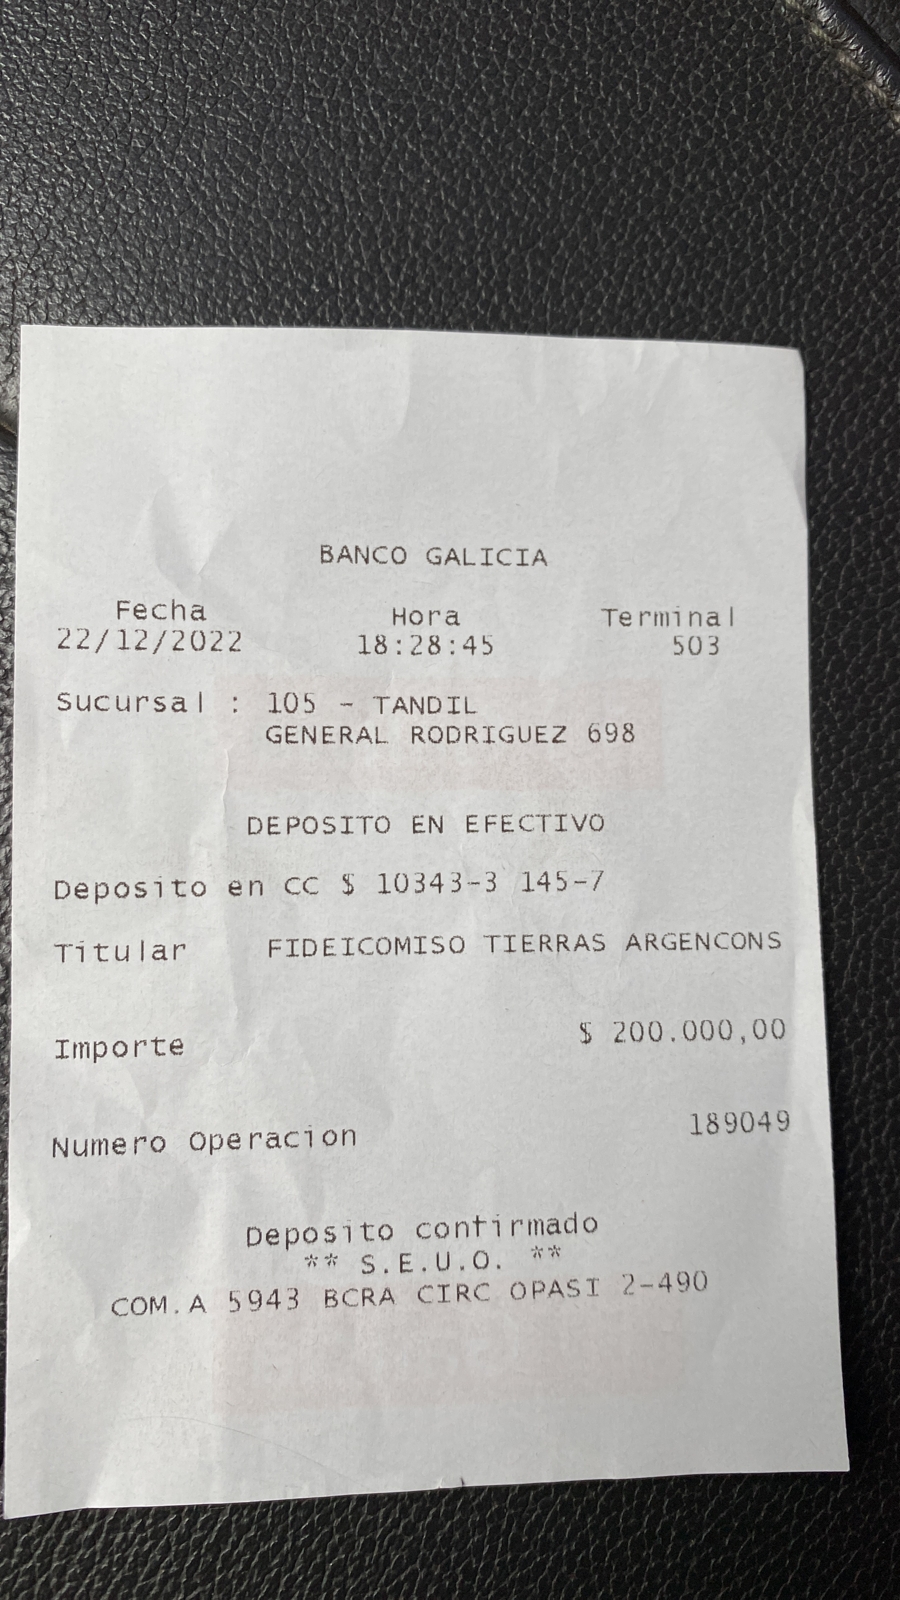 BANCO GALICIA
Fecha Hora Terminal
22/12/2022 18:28:45 503
Sucursal : 105 - TANDIL
GENERAL RODRIGUEZ 698
DEPOSITO EN EFECTIVO
Deposito en CC $ 10343-3 145-7
Titular FIDEICOMISO TIERRAS ARGENCONS
Importe $ 200.000,00
Numero Operacion 189049
Deposito confirmado
** S.E.U.O. **
COM.A 5943 BCRA CIRC OPASI 2-490